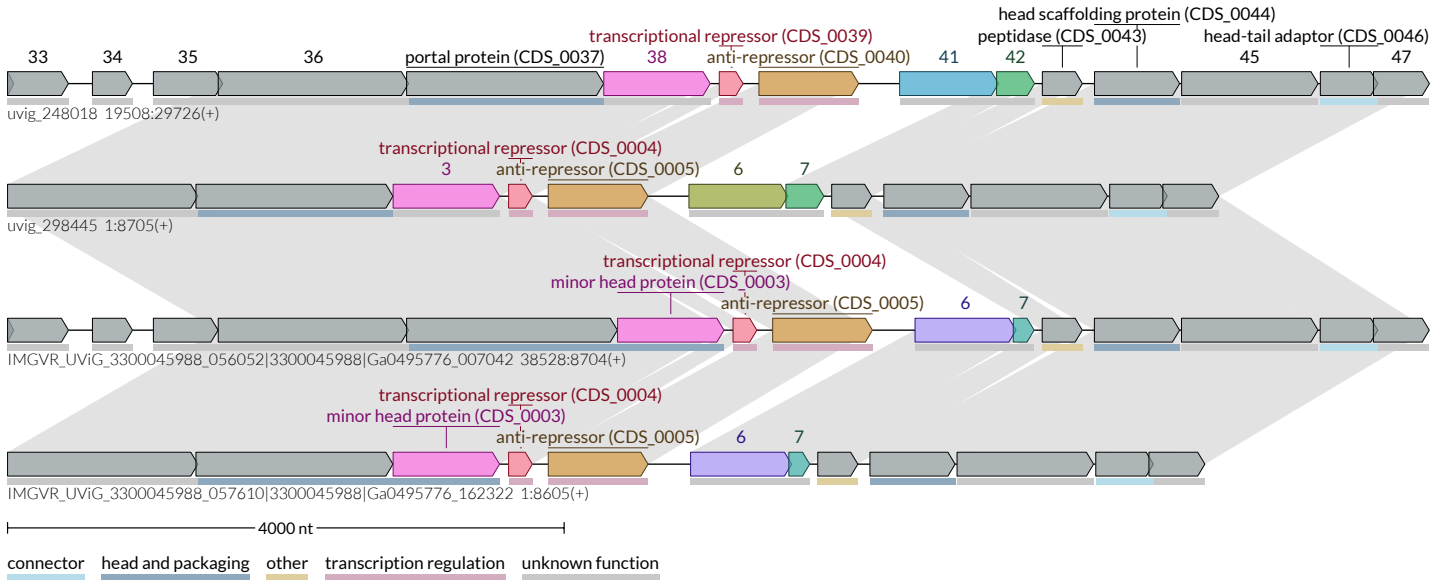 head scaffolding protein (CDS_0044)
transcriptional repressor (CDS_0039) peptidase (CDS_0043) head-tail adaptor (CDS_0046)
33 34 35 36 portal protein (CDS_0037) 38 anti-repressor (CDS_0040) 41 42 45 47
uvig_248018 19508:29726(+)
transcriptional repressor (CDS_0004)
3 anti-repressor (CDS_0005) 6 7
uvig_298445 1:8705(+)
transcriptional repressor (CDS_0004)
minor head protein (CDS_0003)
anti-repressor (CDS_0005) 6 7
IMGVR_UViG_3300045988_056052|3300045988|Ga0495776_007042 38528:8704(+)
transcriptional repressor (CDS_0004)
minor head protein (CDS_0003)
anti-repressor (CDS_0005) 6 7
IMGVR_UViG_3300045988_057610|3300045988|Ga0495776_162322 1:8605(+)
4000 nt
connector head and packaging other transcription regulation unknown function